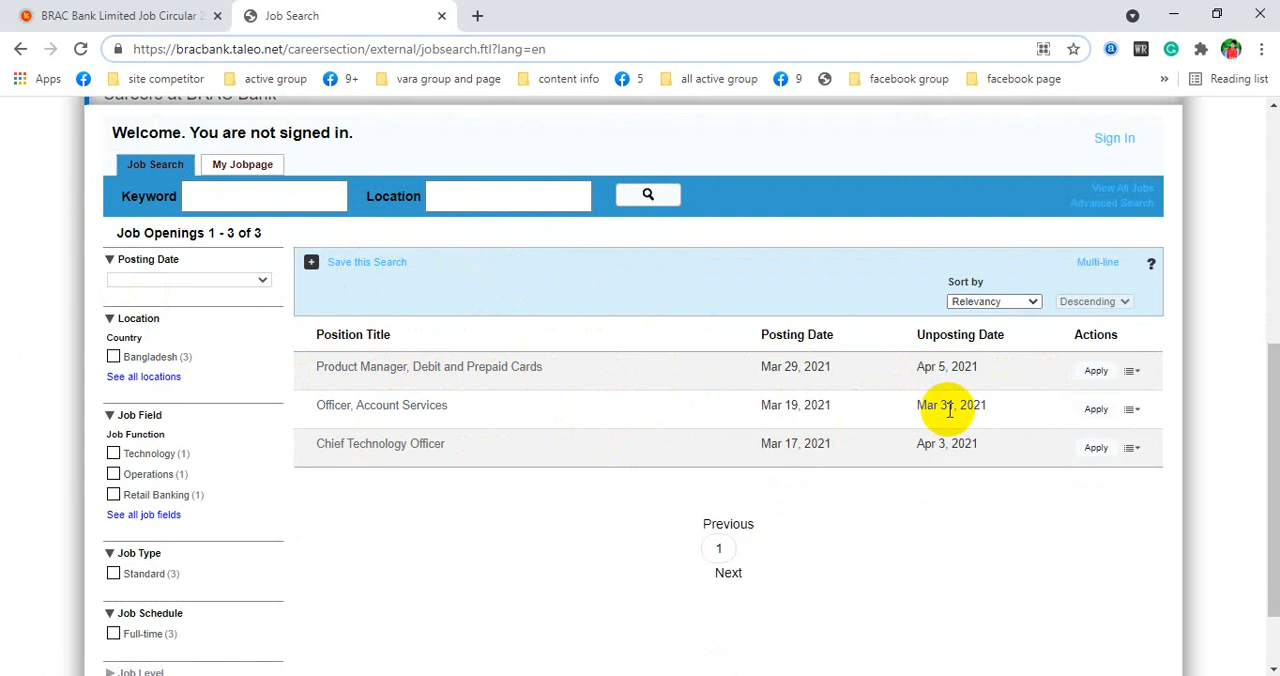 BRAC Bank Limited Job Circular 2
Job Search
https://bracbank.taleo.net/careersection/external/jobsearch.ftl?lang=en
Apps
site competitor
active group
9+
vara group and page
content info
5
all active group
9
facebook group
facebook page
»
Reading list
Careers at BRAC Bank
Welcome. You are not signed in.
Sign In
Job Search
My Jobpage
Keyword
Location
View All Jobs
Advanced Search
Job Openings 1 - 3 of 3
Posting Date
Save this Search
Multi-line
?
Sort by
Relevancy
Descending
Location
Country
Bangladesh (3)
See all locations
Position Title Posting Date Unposting Date Actions
Product Manager, Debit and Prepaid Cards Mar 29, 2021 Apr 5, 2021 Apply
Officer, Account Services Mar 19, 2021 Mar 31, 2021 Apply
Chief Technology Officer Mar 17, 2021 Apr 3, 2021 Apply
Job Field
Job Function
Technology (1)
Operations (1)
Retail Banking (1)
See all job fields
Previous
1
Next
Job Type
Standard (3)
Job Schedule
Full-time (3)
Job Level